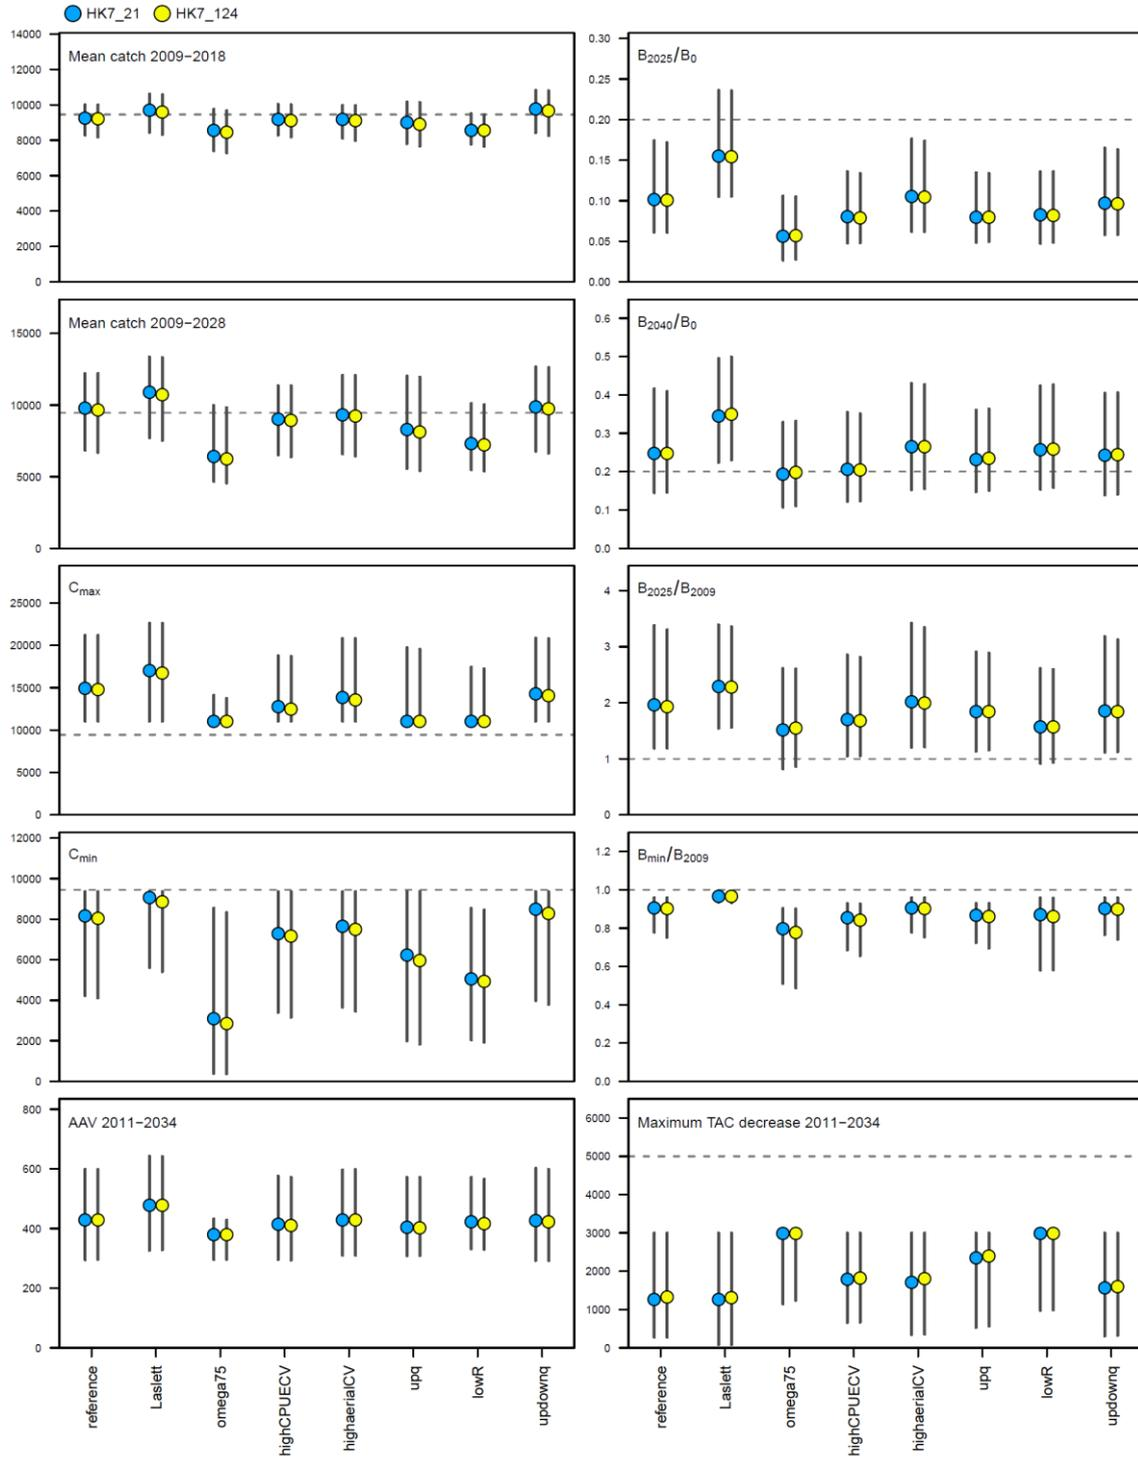 HK7_21 HK7_124
Mean catch 2009−2018
14000
12000
10000
8000
6000
4000
2000
0
B2025/B0
0.30
0.25
0.20
0.15
0.10
0.05
0.00
Mean catch 2009−2028
15000
10000
5000
0
B2040/B0
0.6
0.5
0.4
0.3
0.2
0.1
0.0
Cmax
25000
20000
15000
10000
5000
0
B2025/B2009
4
3
2
1
0
Cmin
12000
10000
8000
6000
4000
2000
0
Bmin/B2009
1.2
1.0
0.8
0.6
0.4
0.2
0.0
AAV 2011−2034
800
600
400
200
0
Maximum TAC decrease 2011−2034
6000
5000
4000
3000
2000
1000
0
reference
Laslett
omega75
highCPUECV
highaerialCV
upq
lowR
updownq
reference
Laslett
omega75
highCPUECV
highaerialCV
upq
lowR
updownq